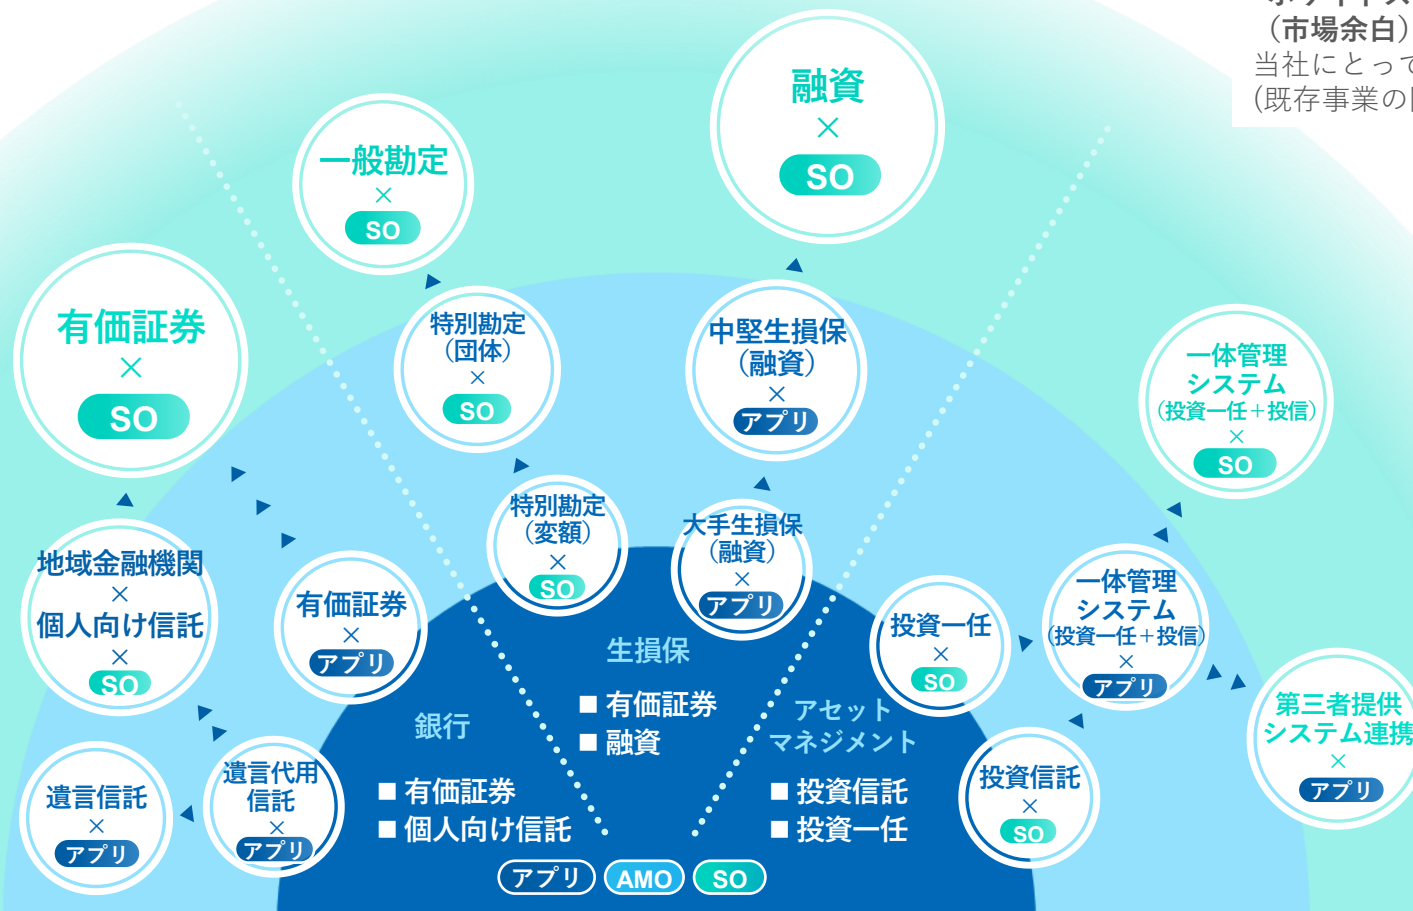 （市場余白）
当社にとって
(既存事業の
融資
×
SO
一般勘定
×
SO
有価証券
×
SO
特別勘定
（団体）
×
SO
中堅生損保
（融資）
×
アプリ
一体管理
システム
（投資一任＋投信）
×
SO
特別勘定
（変額）
×
SO
大手生損保
（融資）
×
アプリ
地域金融機関
×
個人向け信託
×
SO
有価証券
×
アプリ
投資一任
×
SO
一体管理
システム
（投資一任＋投信）
×
アプリ
第三者提供
システム連携
×
アプリ
遺言信託
×
アプリ
遺言代用
信託
×
アプリ
投資信託
×
SO
銀行
■ 有価証券
■ 個人向け信託
生損保
■ 有価証券
■ 融資
アセット
マネジメント
■ 投資信託
■ 投資一任
アプリ AMO SO